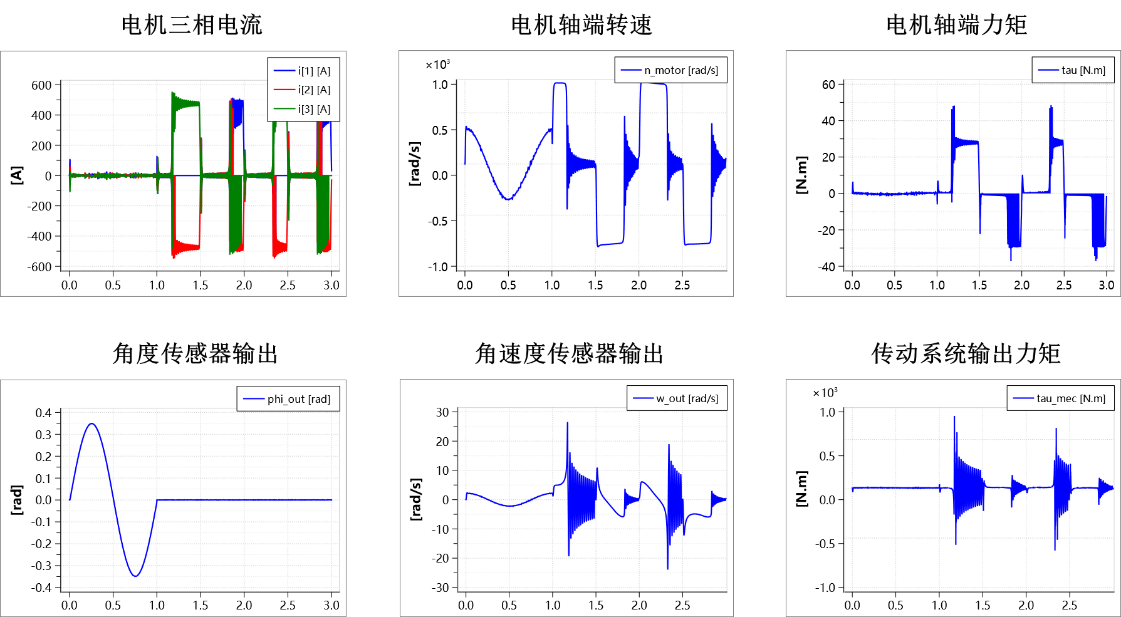 电机三相电流
i[1] [A]
i[2] [A]
i[3] [A]
600
400
200
0
-200
-400
-600
[A]
0.0 0.5 1.0 1.5 2.0 2.5 3.0
电机轴端转速
×10³
n_motor [rad/s]
1.0
0.5
0.0
-0.5
-1.0
[rad/s]
0.0 0.5 1.0 1.5 2.0 2.5
电机轴端力矩
tau [N.m]
60
40
20
0
-20
-40
[N.m]
0.0 0.5 1.0 1.5 2.0 2.5 3.0
角度传感器输出
phi_out [rad]
0.4
0.3
0.2
0.1
0.0
-0.1
-0.2
-0.3
-0.4
[rad]
0.0 0.5 1.0 1.5 2.0 2.5 3.0
角速度传感器输出
w_out [rad/s]
30
20
10
0
-10
-20
-30
[rad/s]
0.0 0.5 1.0 1.5 2.0 2.5
传动系统输出力矩
×10³
tau_mec [N.m]
1.0
0.5
0.0
-0.5
-1.0
[N.m]
0.0 0.5 1.0 1.5 2.0 2.5